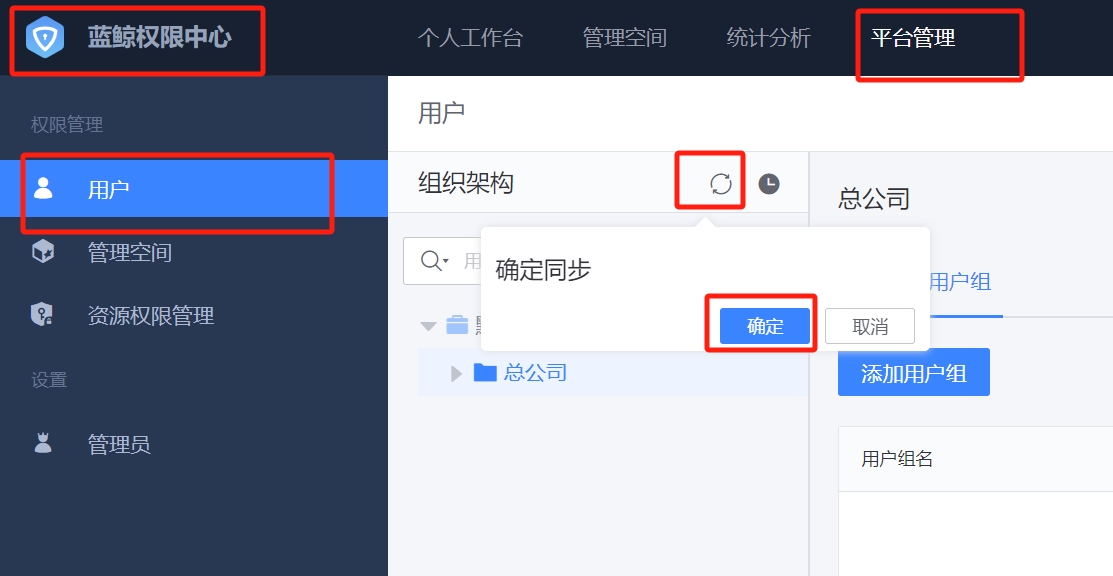 蓝鲸权限中心
个人工作台 管理空间 统计分析 平台管理
权限管理
用户
管理空间
资源权限管理
设置
管理员
用户
组织架构
用
确定同步
确定 取消
总公司
总公司
用户组
添加用户组
用户组名